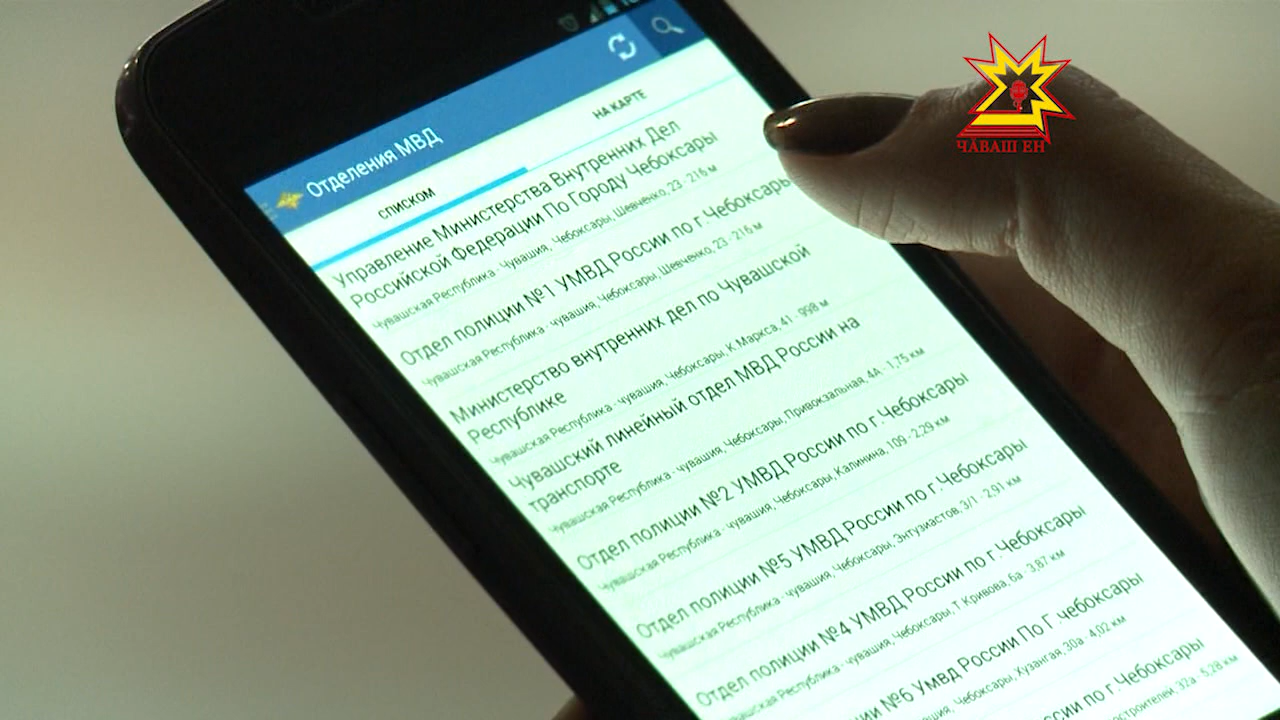 Отделения МВД
СПИСКОМ
НА КАРТЕ
Управление Министерства Внутренних Дел
Российской Федерации По Городу Чебоксары
Чувашская Республика - Чувашия, Чебоксары, Шевченко, 23 - 216 м
Отдел полиции №1 УМВД России по г.Чебоксары
Чувашская Республика - чувашия, Чебоксары, Шевченко, 23 - 216 м
Министерство внутренних дел по Чувашской
Республике
Чувашская Республика - чувашия, Чебоксары, К.Маркса, 41 - 998 м
Чувашский линейный отдел МВД России на
транспорте
Чувашская Республика - чувашия, Чебоксары, Привокзальная, 4А - 1,75 км
Отдел полиции №2 УМВД России по г.Чебоксары
Чувашская Республика - чувашия, Чебоксары, Калинина, 109 - 2,29 км
Отдел полиции №5 УМВД России по г.Чебоксары
Чувашская Республика - чувашия, Чебоксары, Энтузиастов, 3/1 - 2,91 км
Отдел полиции №4 УМВД России по г.Чебоксары
Чувашская Республика - чувашия, Чебоксары, Т.Кривова, 6а - 3,87 км
№6 Умвд России По Г.чебоксары
чувашия, Чебоксары, Хузангая, 30а - 4,02 км
России по г.Чебоксары
32а - 5,28 км
ЧӐВАШ ЕН